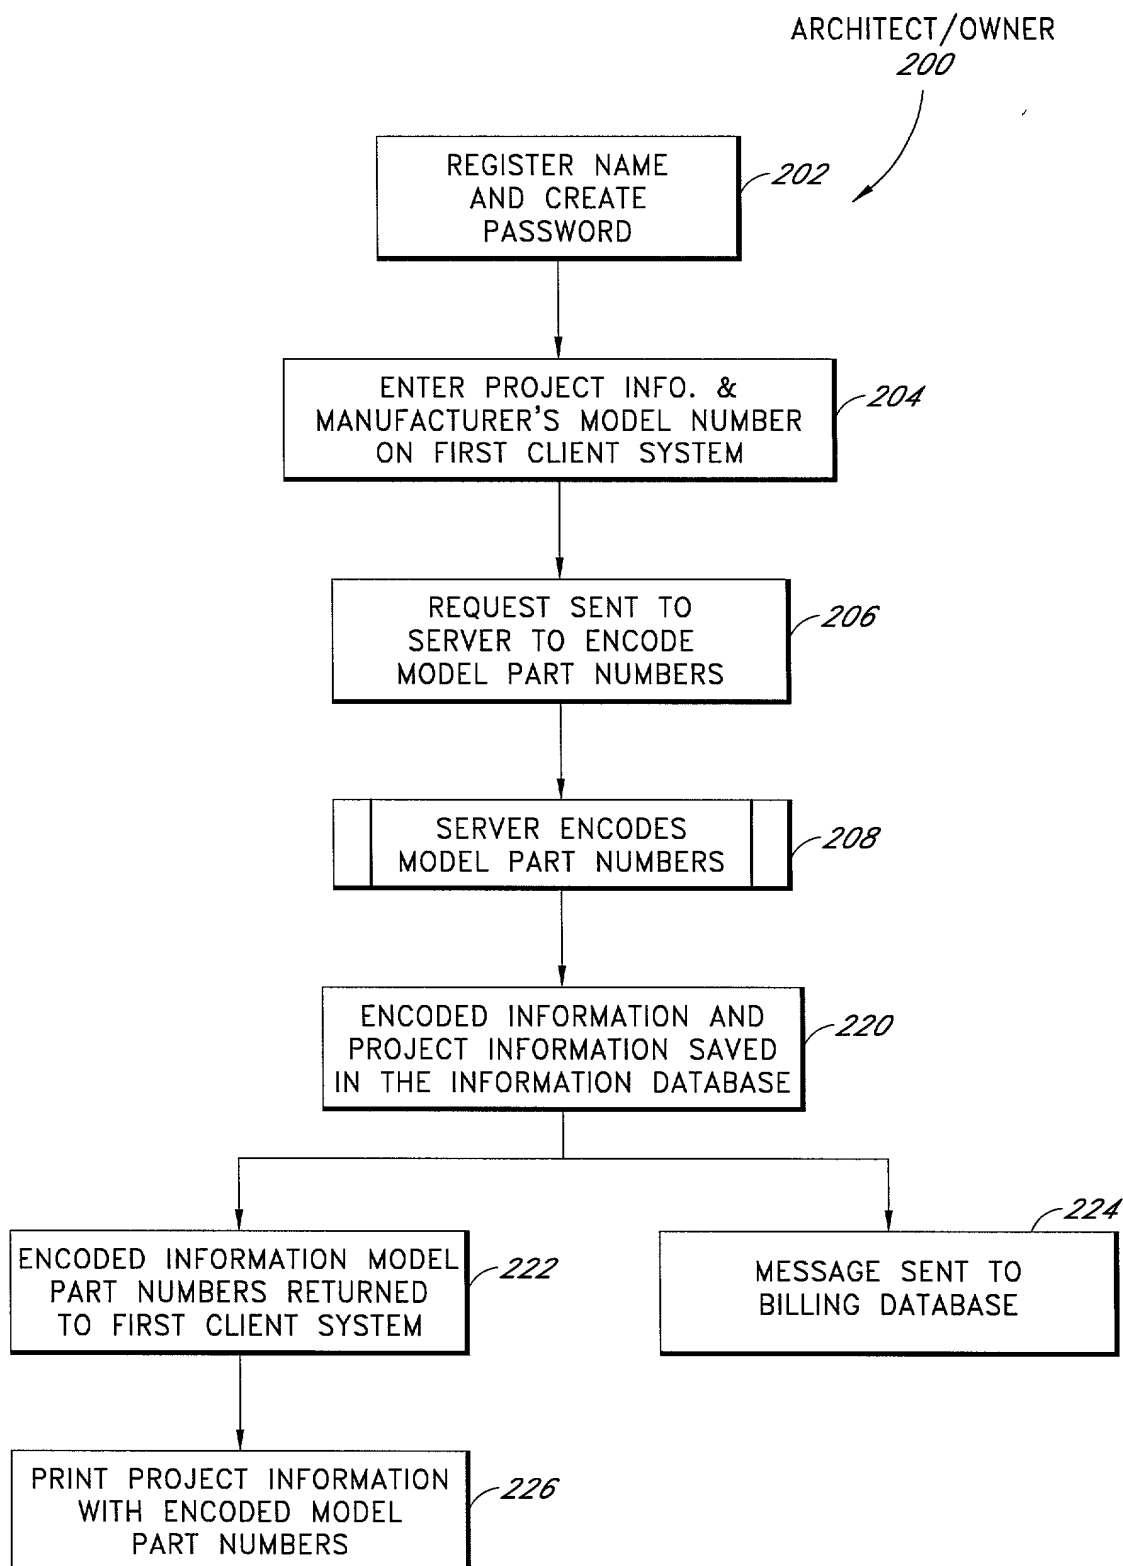 ARCHITECT/OWNER
200
REGISTER NAME
AND CREATE
PASSWORD
202
ENTER PROJECT INFO. &
MANUFACTURER'S MODEL NUMBER
ON FIRST CLIENT SYSTEM
204
REQUEST SENT TO
SERVER TO ENCODE
MODEL PART NUMBERS
206
SERVER ENCODES
MODEL PART NUMBERS
208
ENCODED INFORMATION AND
PROJECT INFORMATION SAVED
IN THE INFORMATION DATABASE
220
ENCODED INFORMATION MODEL
PART NUMBERS RETURNED
TO FIRST CLIENT SYSTEM
222
MESSAGE SENT TO
BILLING DATABASE
224
PRINT PROJECT INFORMATION
WITH ENCODED MODEL
PART NUMBERS
226